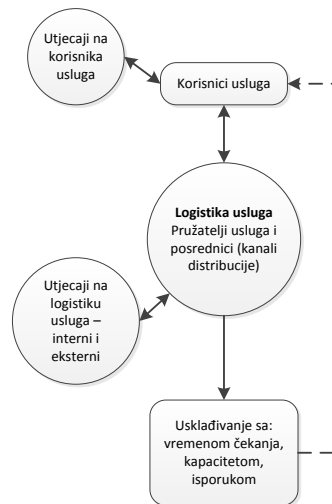 Utjecaji na
korisnika
usluga
Korisnici usluga
Logistika usluga
Pružatelji usluga i
posrednici (kanali
distribucije)
Utjecaji na
logistiku
usluga –
interni i
eksterni
Usklađivanje sa:
vremenom čekanja,
kapacitetom,
isporukom